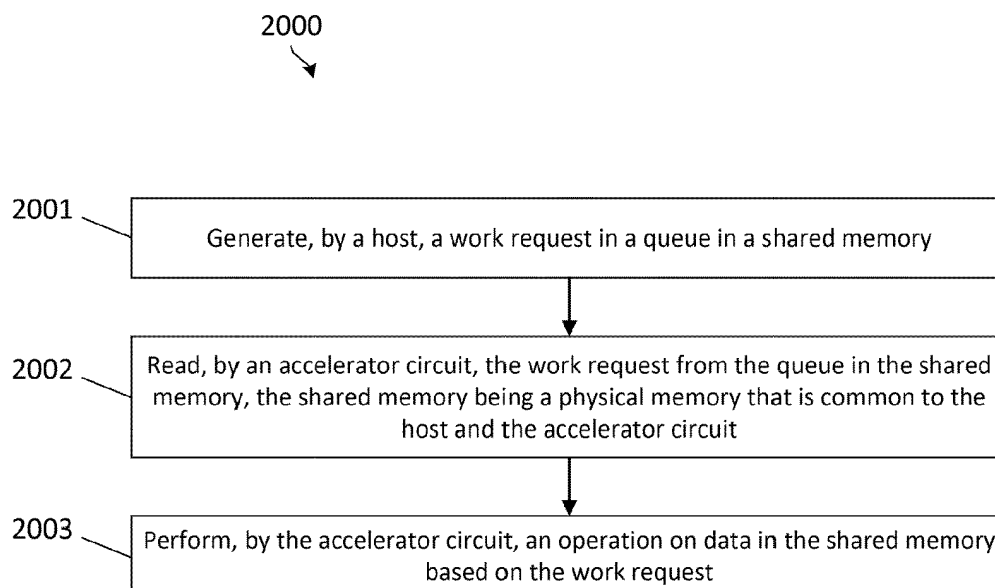 2000
2001
Generate, by a host, a work request in a queue in a shared memory
2002
Read, by an accelerator circuit, the work request from the queue in the shared
memory, the shared memory being a physical memory that is common to the
host and the accelerator circuit
2003
Perform, by the accelerator circuit, an operation on data in the shared memory
based on the work request